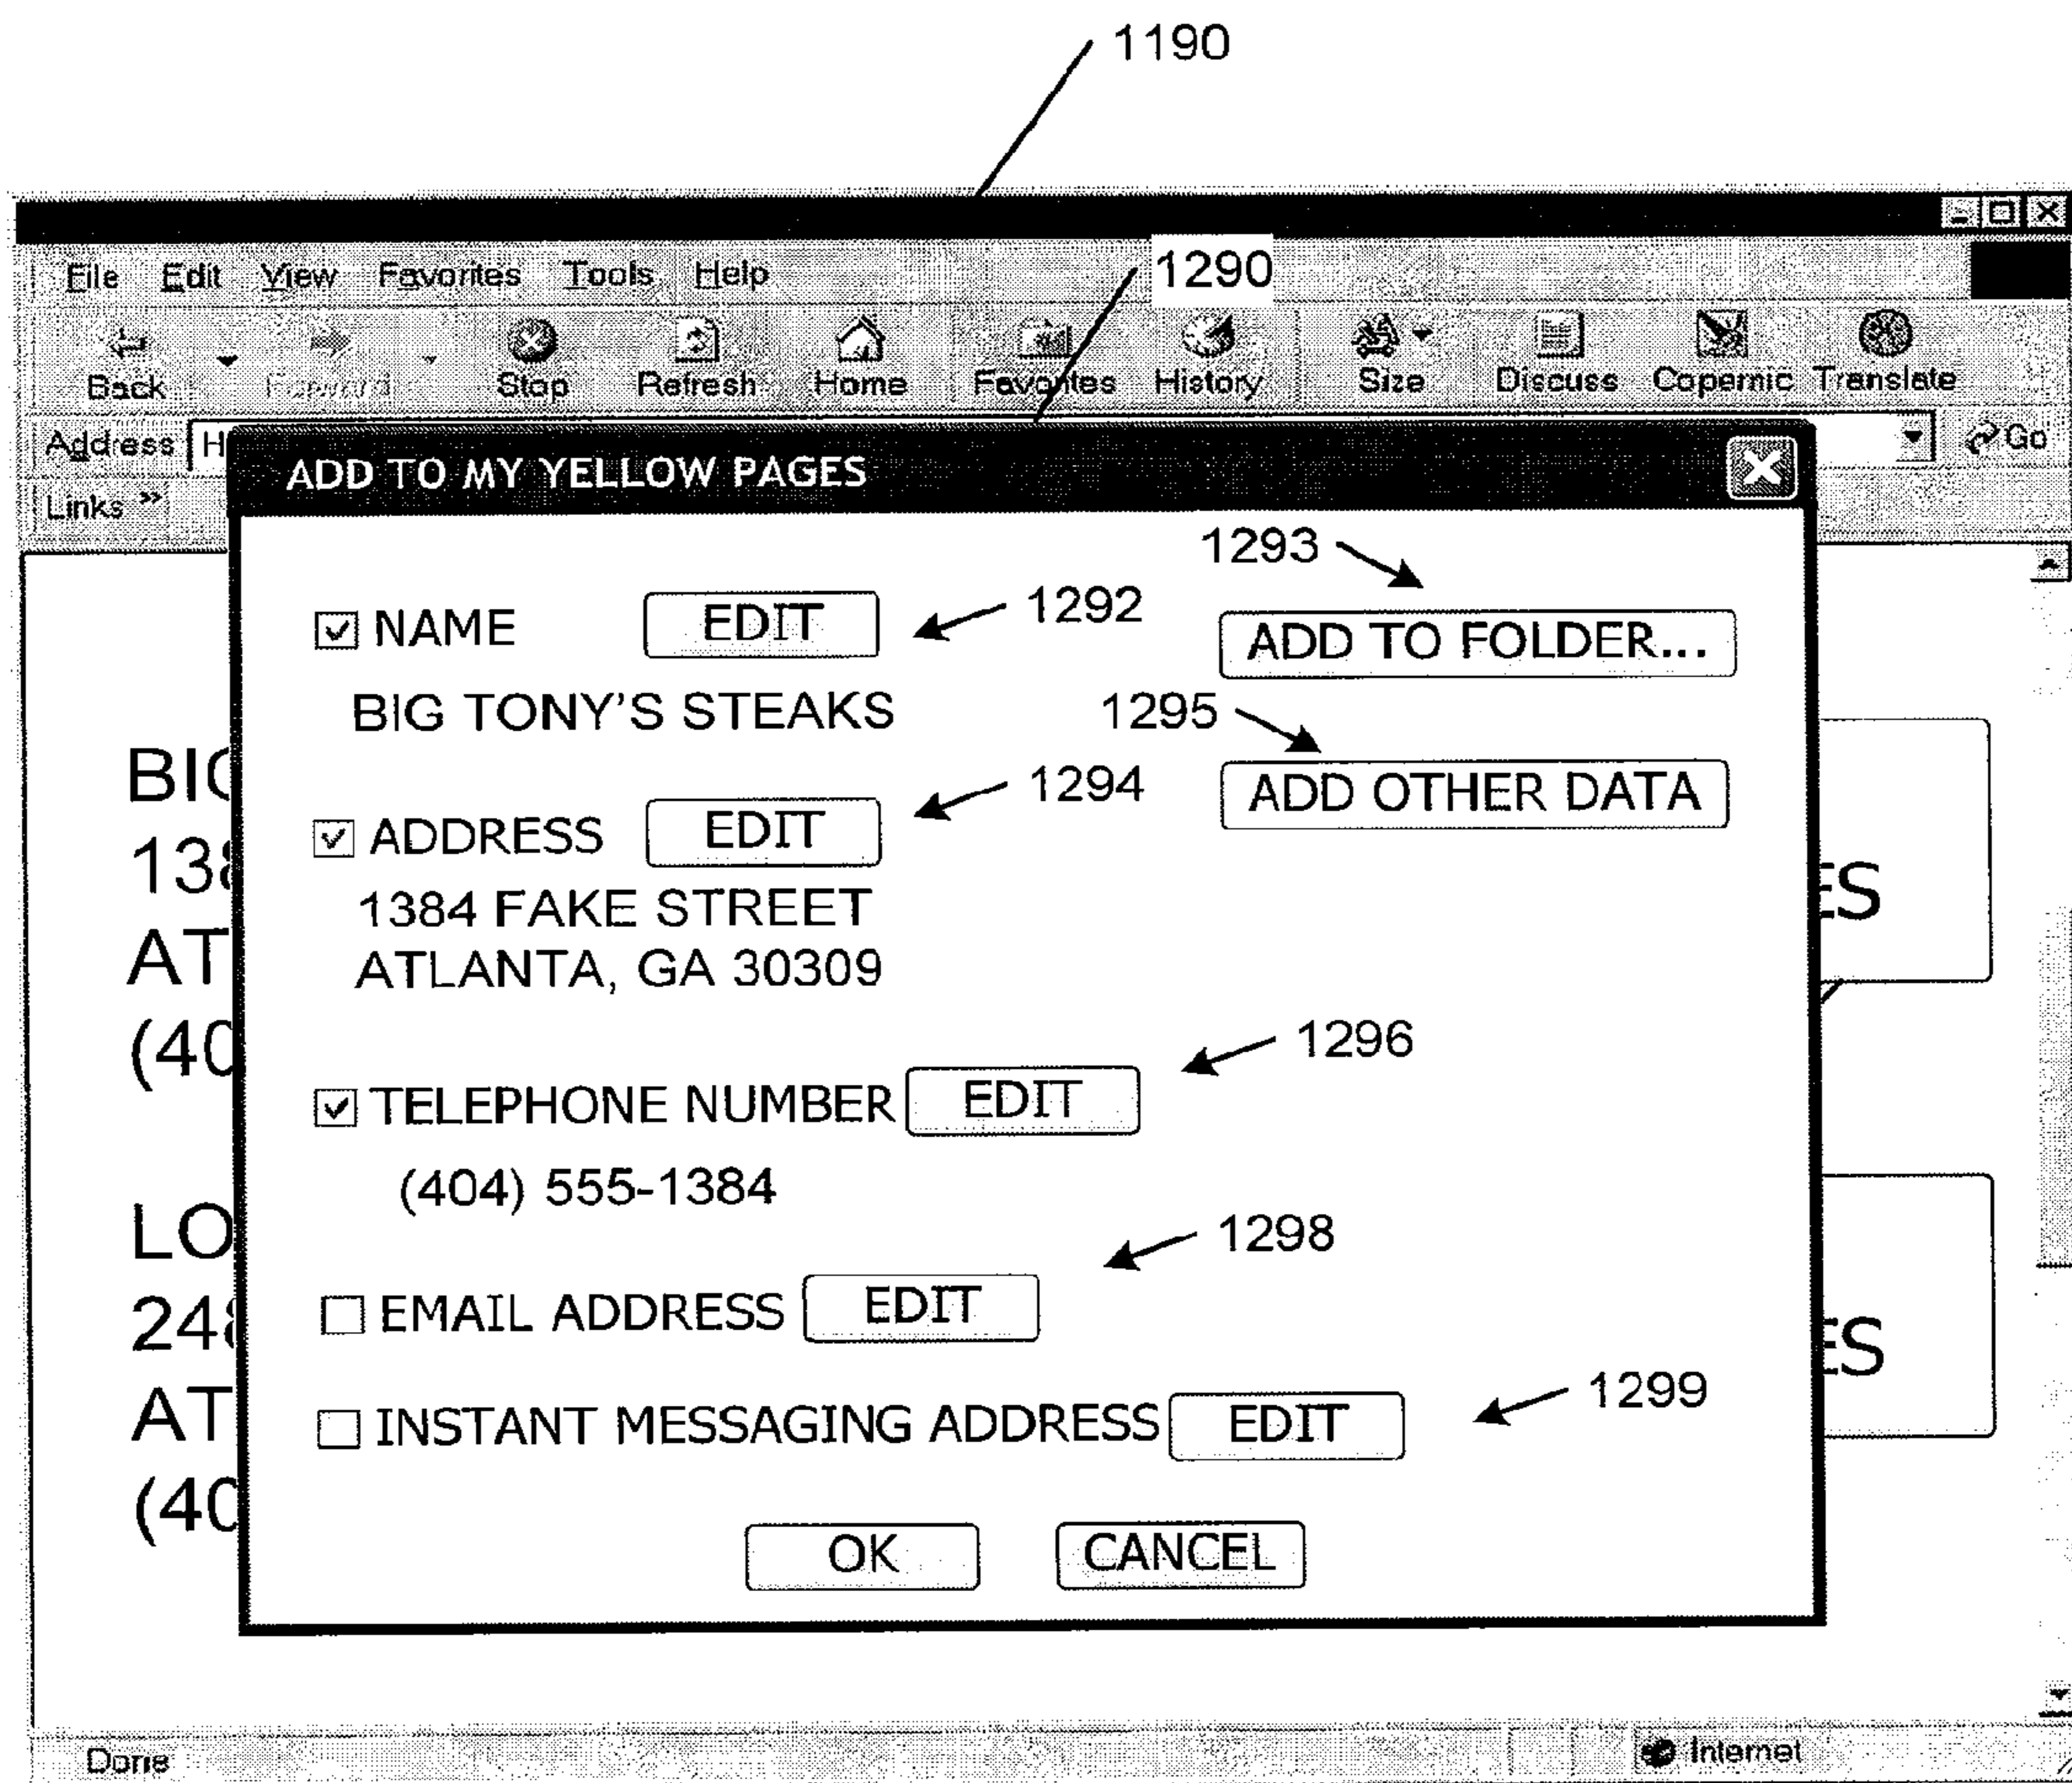 1190
File Edit View Favorites Tools Help
1290
Back Forward Stop Refresh Home Favorites History Size Discuss Copernic Translate
Address H Go
Links »
ADD TO MY YELLOW PAGES
1293
NAME EDIT 1292
ADD TO FOLDER...
BIG TONY'S STEAKS
1295
ADDRESS EDIT 1294
ADD OTHER DATA
1384 FAKE STREET
ATLANTA, GA 30309
1296
TELEPHONE NUMBER EDIT
(404) 555-1384
1298
EMAIL ADDRESS EDIT
1299
INSTANT MESSAGING ADDRESS EDIT
OK CANCEL
BIG
138
AT
(40
ES
LO
248
AT
(40
ES
Done Internet